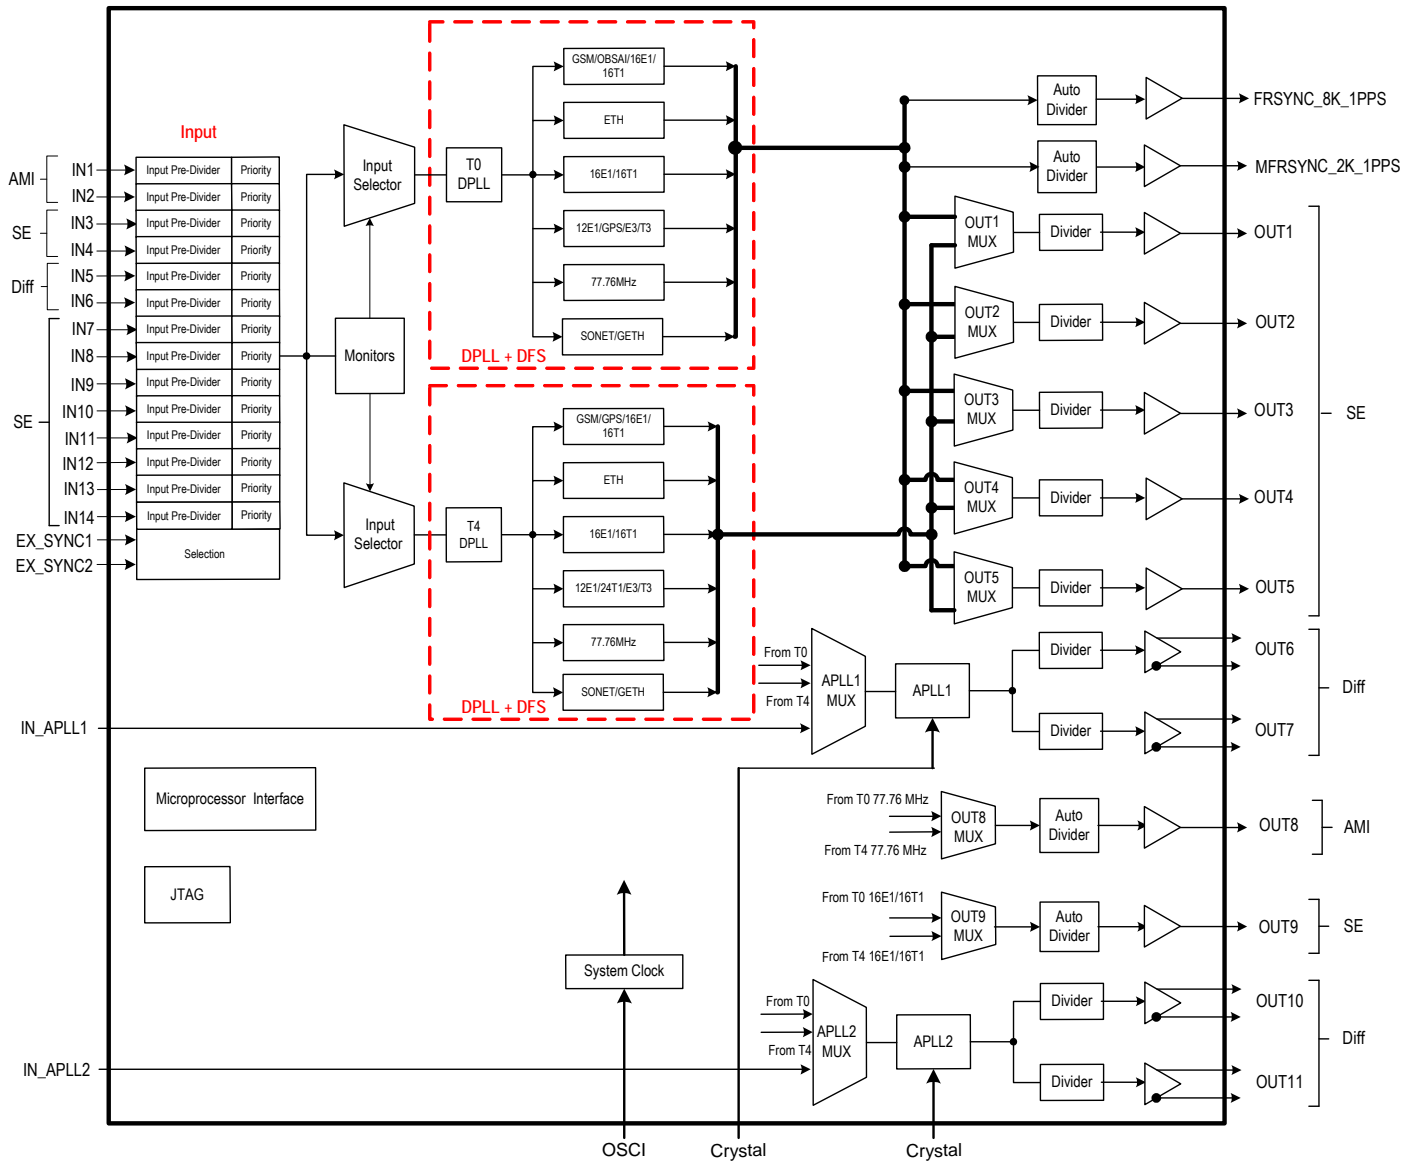 Input
AMI
SE
Diff
SE
IN1
IN2
IN3
IN4
IN5
IN6
IN7
IN8
IN9
IN10
IN11
IN12
IN13
IN14
EX_SYNC1
EX_SYNC2
Input Pre-Divider Priority
Input Pre-Divider Priority
Input Pre-Divider Priority
Input Pre-Divider Priority
Input Pre-Divider Priority
Input Pre-Divider Priority
Input Pre-Divider Priority
Input Pre-Divider Priority
Input Pre-Divider Priority
Input Pre-Divider Priority
Input Pre-Divider Priority
Input Pre-Divider Priority
Input Pre-Divider Priority
Input Pre-Divider Priority
Selection
Input
Selector
Monitors
Input
Selector
T0
DPLL
GSM/OBSAI/16E1/
16T1
ETH
16E1/16T1
12E1/GPS/E3/T3
77.76MHz
SONET/GETH
DPLL + DFS
T4
DPLL
GSM/GPS/16E1/
16T1
ETH
16E1/16T1
12E1/24T1/E3/T3
77.76MHz
SONET/GETH
DPLL + DFS
Auto
Divider
FRSYNC_8K_1PPS
Auto
Divider
MFRSYNC_2K_1PPS
OUT1
MUX
Divider
OUT1
OUT2
MUX
Divider
OUT2
OUT3
MUX
Divider
OUT3
SE
OUT4
MUX
Divider
OUT4
OUT5
MUX
Divider
OUT5
From T0
From T4
APLL1
MUX
APLL1
Divider
OUT6
Diff
Divider
OUT7
IN_APLL1
Microprocessor Interface
JTAG
From T0 77.76 MHz
From T4 77.76 MHz
OUT8
MUX
Auto
Divider
OUT8
AMI
From T0 16E1/16T1
From T4 16E1/16T1
OUT9
MUX
Auto
Divider
OUT9
SE
System Clock
From T0
From T4
APLL2
MUX
APLL2
Divider
OUT10
Diff
Divider
OUT11
IN_APLL2
OSCI
Crystal
Crystal